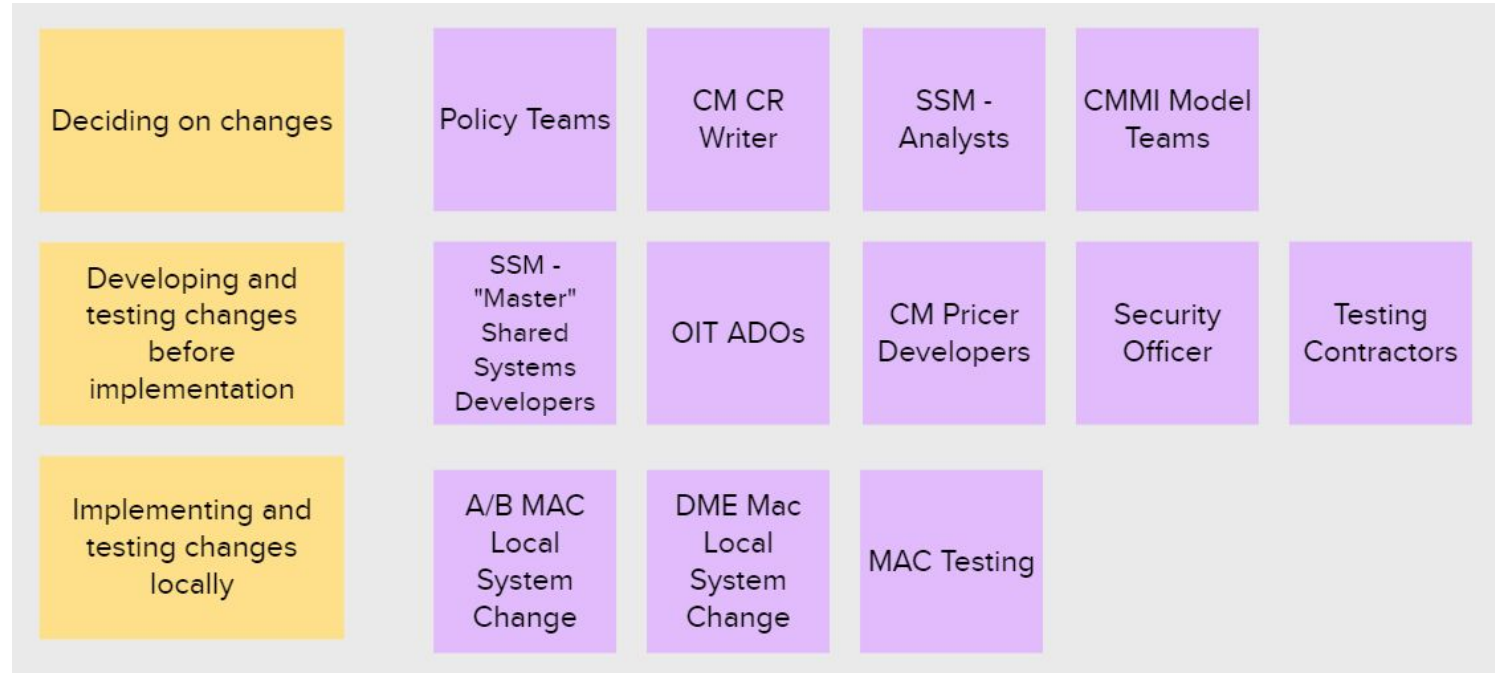 Deciding on changes
Policy Teams
CM CR
Writer
SSM -
Analysts
CMMI Model
Teams
Developing and
testing changes
before
implementation
SSM -
"Master"
Shared
Systems
Developers
OIT ADOs
CM Pricer
Developers
Security
Officer
Testing
Contractors
Implementing and
testing changes
locally
A/B MAC
Local
System
Change
DME Mac
Local
System
Change
MAC Testing